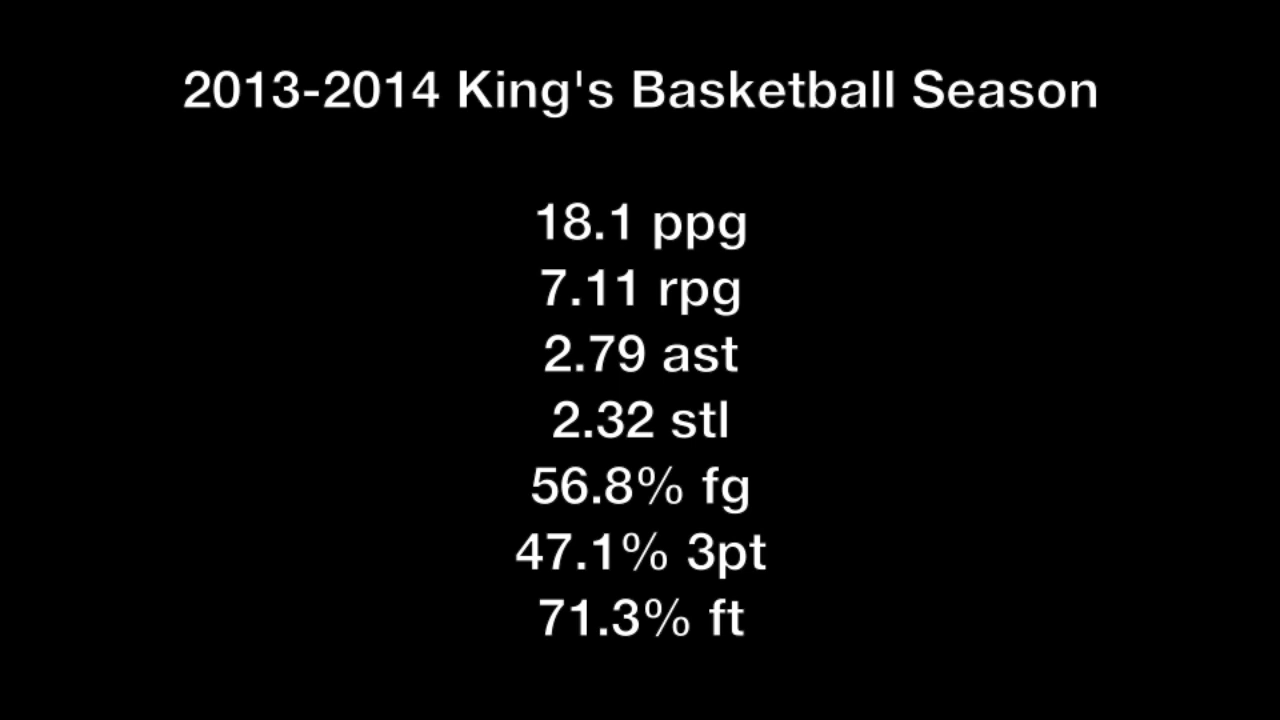 2013-2014 King's Basketball Season
18.1 ppg
7.11 rpg
2.79 ast
2.32 stl
56.8% fg
47.1% 3pt
71.3% ft